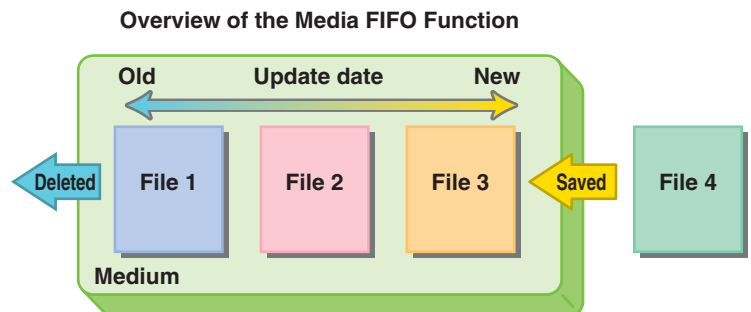 Overview of the Media FIFO Function
Old Update date New
Deleted File 1 File 2 File 3 Saved File 4
Medium